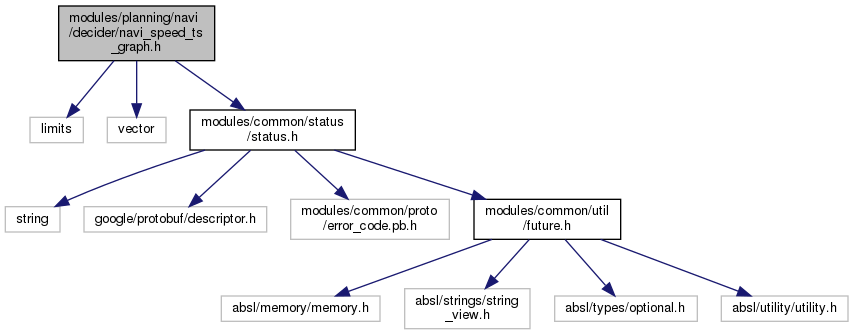 modules/planning/navi
/decider/navi_speed_ts
_graph.h
limits
vector
modules/common/status
/status.h
string
google/protobuf/descriptor.h
modules/common/proto
/error_code.pb.h
modules/common/util
/future.h
absl/memory/memory.h
absl/strings/string
_view.h
absl/types/optional.h
absl/utility/utility.h